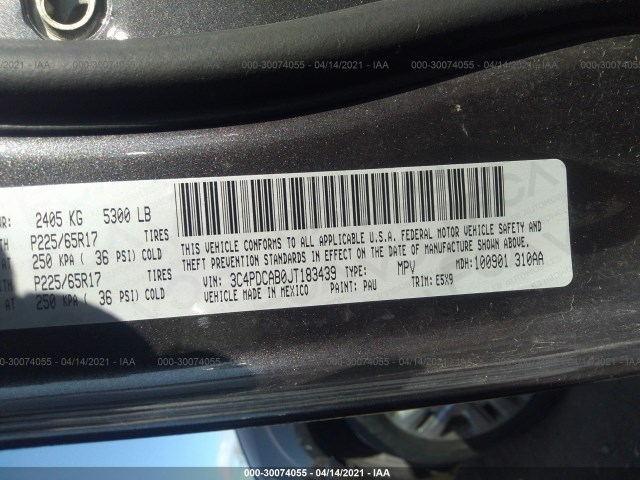 000-30074055 - 04/14/2021 - IAA
2405 KG 5300 LB
P225/65R17 TIRES
250 KPA ( 36 PSI) COLD
P225/65R17 TIRES
AT 250 KPA ( 36 PSI) COLD
THIS VEHICLE CONFORMS TO ALL APPLICABLE U.S.A. FEDERAL MOTOR VEHICLE SAFETY AND
THEFT PREVENTION STANDARDS IN EFFECT ON THE DATE OF MANUFACTURE SHOWN ABOVE.
VIN: 3C4PDCAB0JT183439 TYPE: MPV MDH: 100901 310AA
VEHICLE MADE IN MEXICO PAINT: PAU TRIM: E5X9
000-30074055 - 04/14/2021 - IAA
000-30074055 - 04/14/2021 - IAA